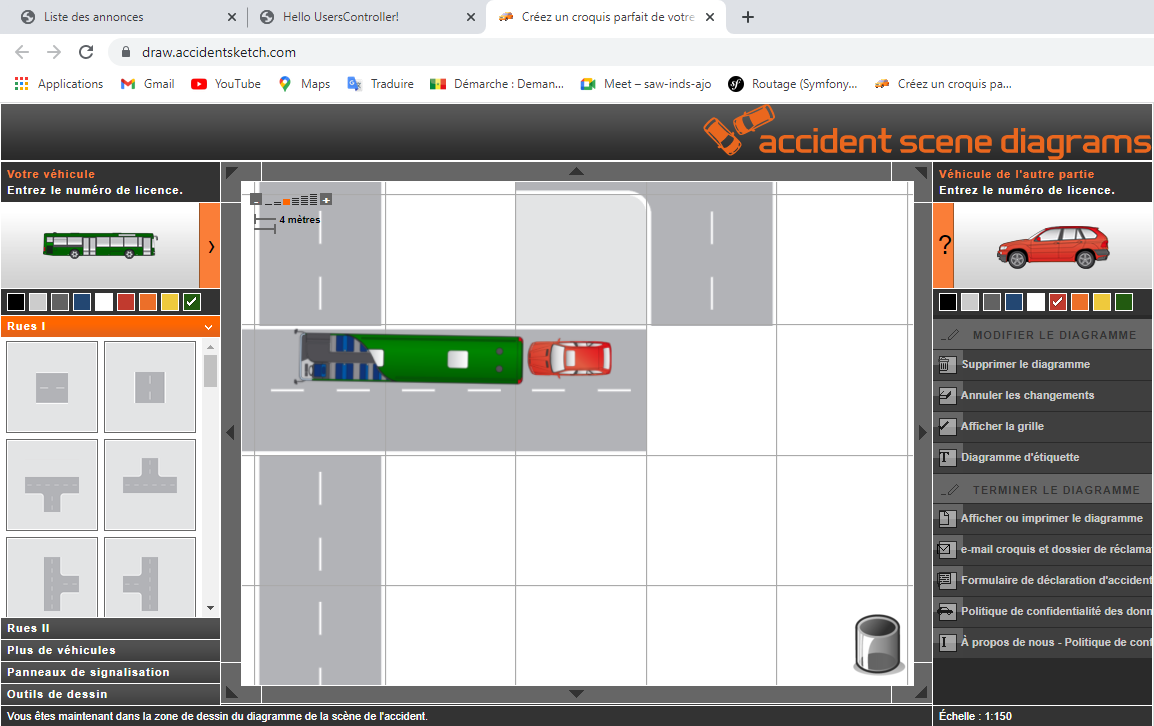 Liste des annonces
Hello UsersController!
Créez un croquis parfait de votre
draw.accidentsketch.com
Applications
Gmail
YouTube
Maps
Traduire
Démarche : Deman...
Meet – saw-inds-ajo
Routage (Symfony...
Créez un croquis pa...
accident scene diagrams
Votre véhicule
Entrez le numéro de licence.
Véhicule de l'autre partie
Entrez le numéro de licence.
4 mètres
?
Rues I
MODIFIER LE DIAGRAMME
Supprimer le diagramme
Annuler les changements
Afficher la grille
T Diagramme d'étiquette
TERMINER LE DIAGRAMME
Afficher ou imprimer le diagramme
e-mail croquis et dossier de réclama
Formulaire de déclaration d'accident
Politique de confidentialité des donn
À propos de nous - Politique de conf
Rues II
Plus de véhicules
Panneaux de signalisation
Outils de dessin
Vous êtes maintenant dans la zone de dessin du diagramme de la scène de l'accident.
Échelle : 1:150